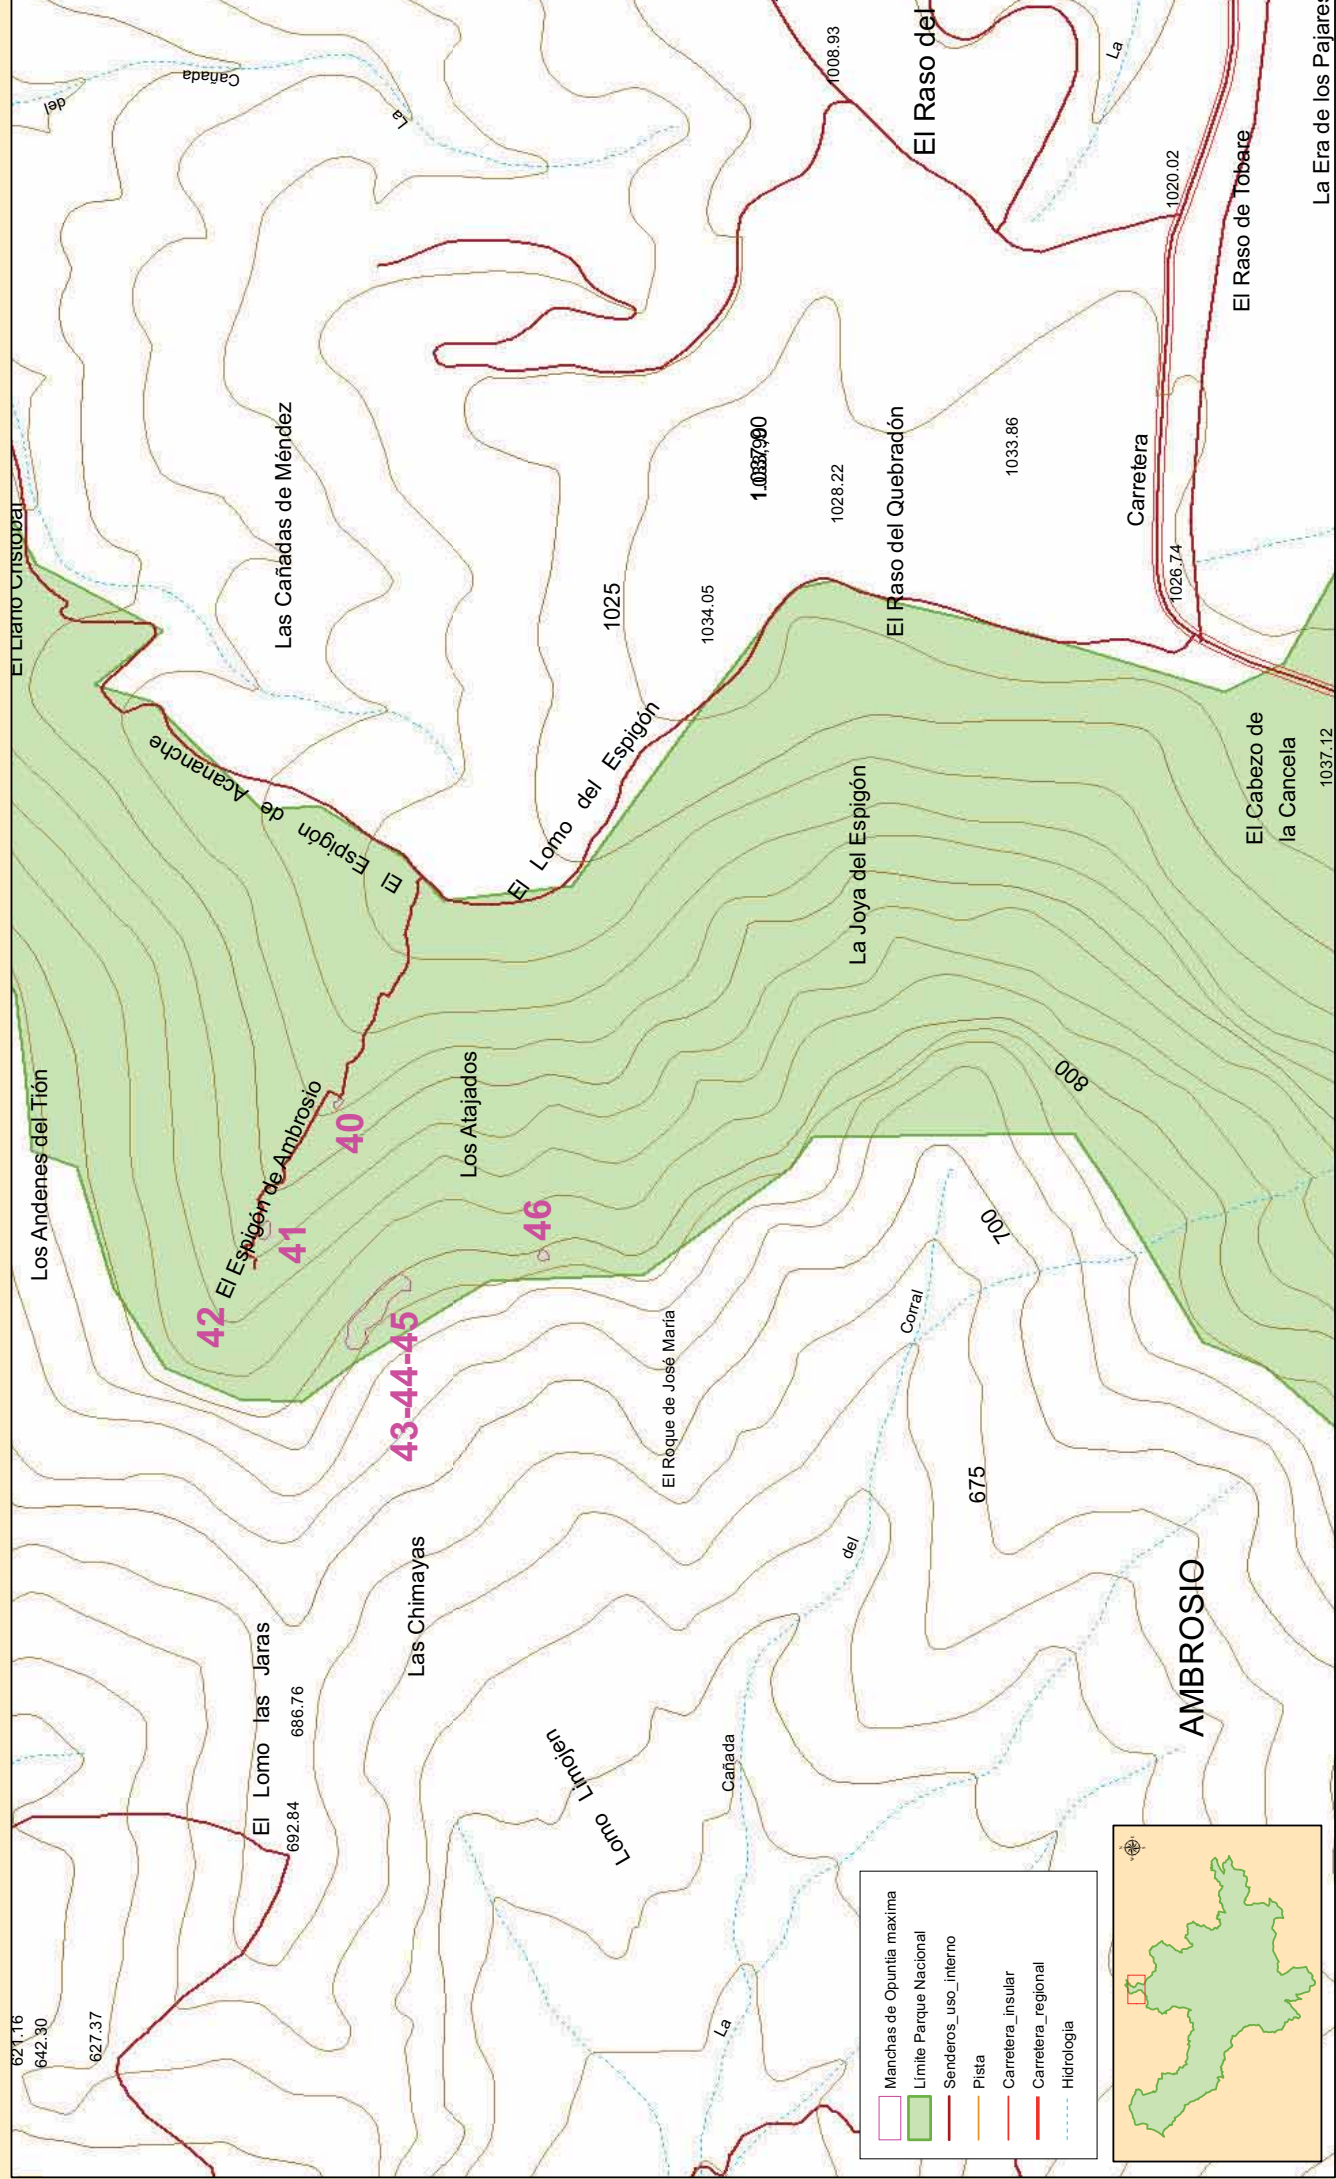 621.16
642.30
627.37
El Lomo las Jaras
692.84
686.76
Las Chimayas
Lomo Limojen
La
Cañada
del
Corral
AMBROSIO
675
700
800
El Roque de José María
Los Andenes del Tión
42
El Espigón de Ambrosio
41
40
43-44-45
46
Los Atajados
La Joya del Espigón
El Cabezo de
la Cancela
1037.12
El Espigón de Acananche
El Lomo del Espigón
El Llano Cristobal
Las Cañadas de Méndez
1025
1034.05
1028.22
El Raso del Quebradón
1033.86
Carretera
1026.74
El Raso de Tobare
1020.02
La Era de los Pajares
El Raso del
1008.93
La
La
Cañada
del
Manchas de Opuntia maxima
Límite Parque Nacional
Senderos_uso_interno
Pista
Carretera_insular
Carretera_regional
Hidrología